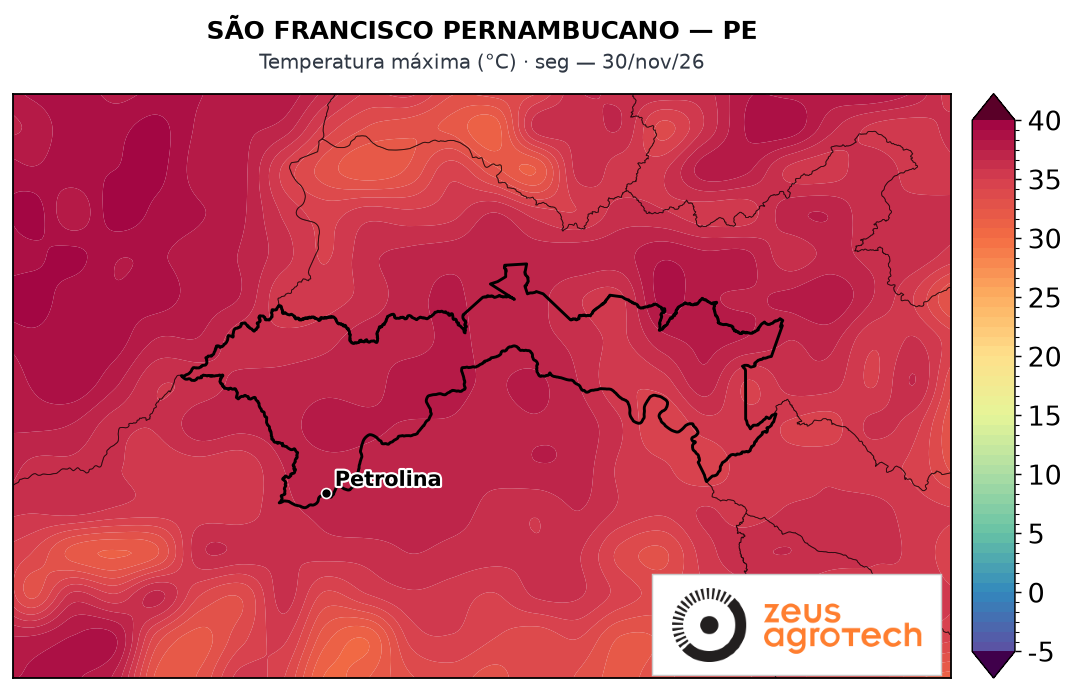 SÃO FRANCISCO PERNAMBUCANO — PE
Temperatura máxima (°C) · seg — 30/nov/26
40
35
30
25
20
15
10
5
0
-5
Petrolina
zeus
agrotech